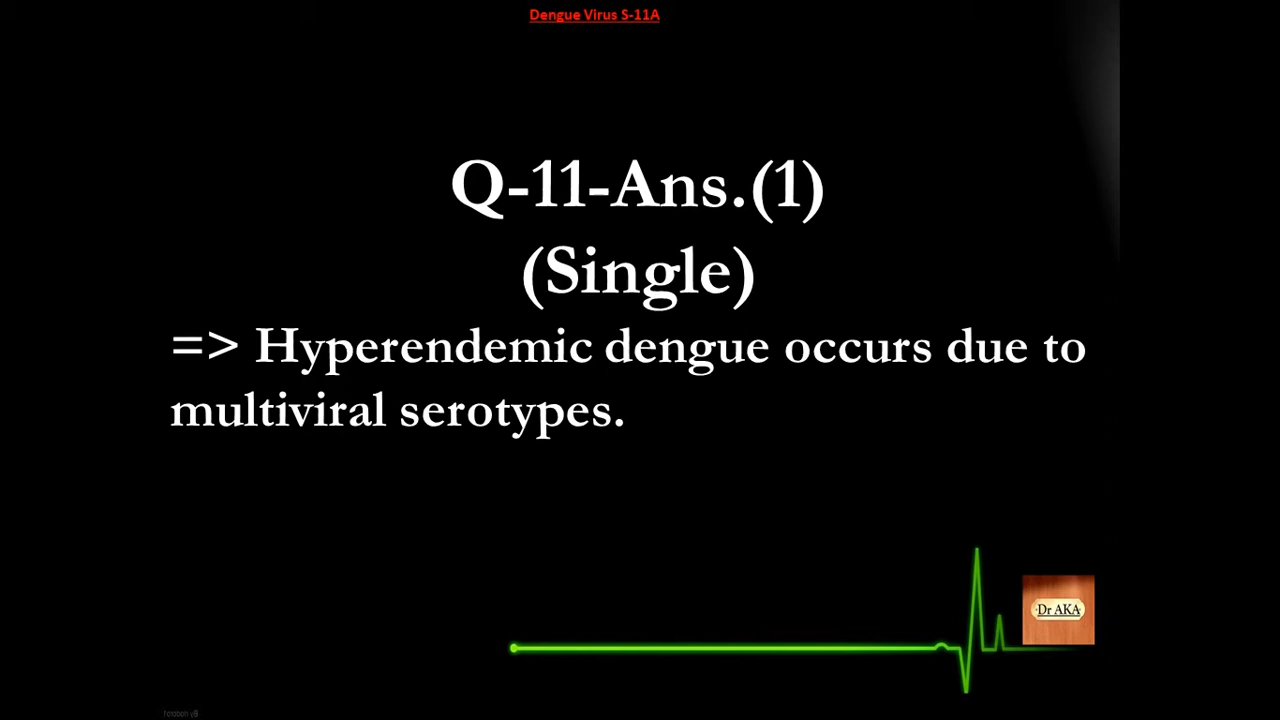 Dengue Virus S-11A
Q-11-Ans.(1)
(Single)
=> Hyperendemic dengue occurs due to
multiviral serotypes.
Dr AKA